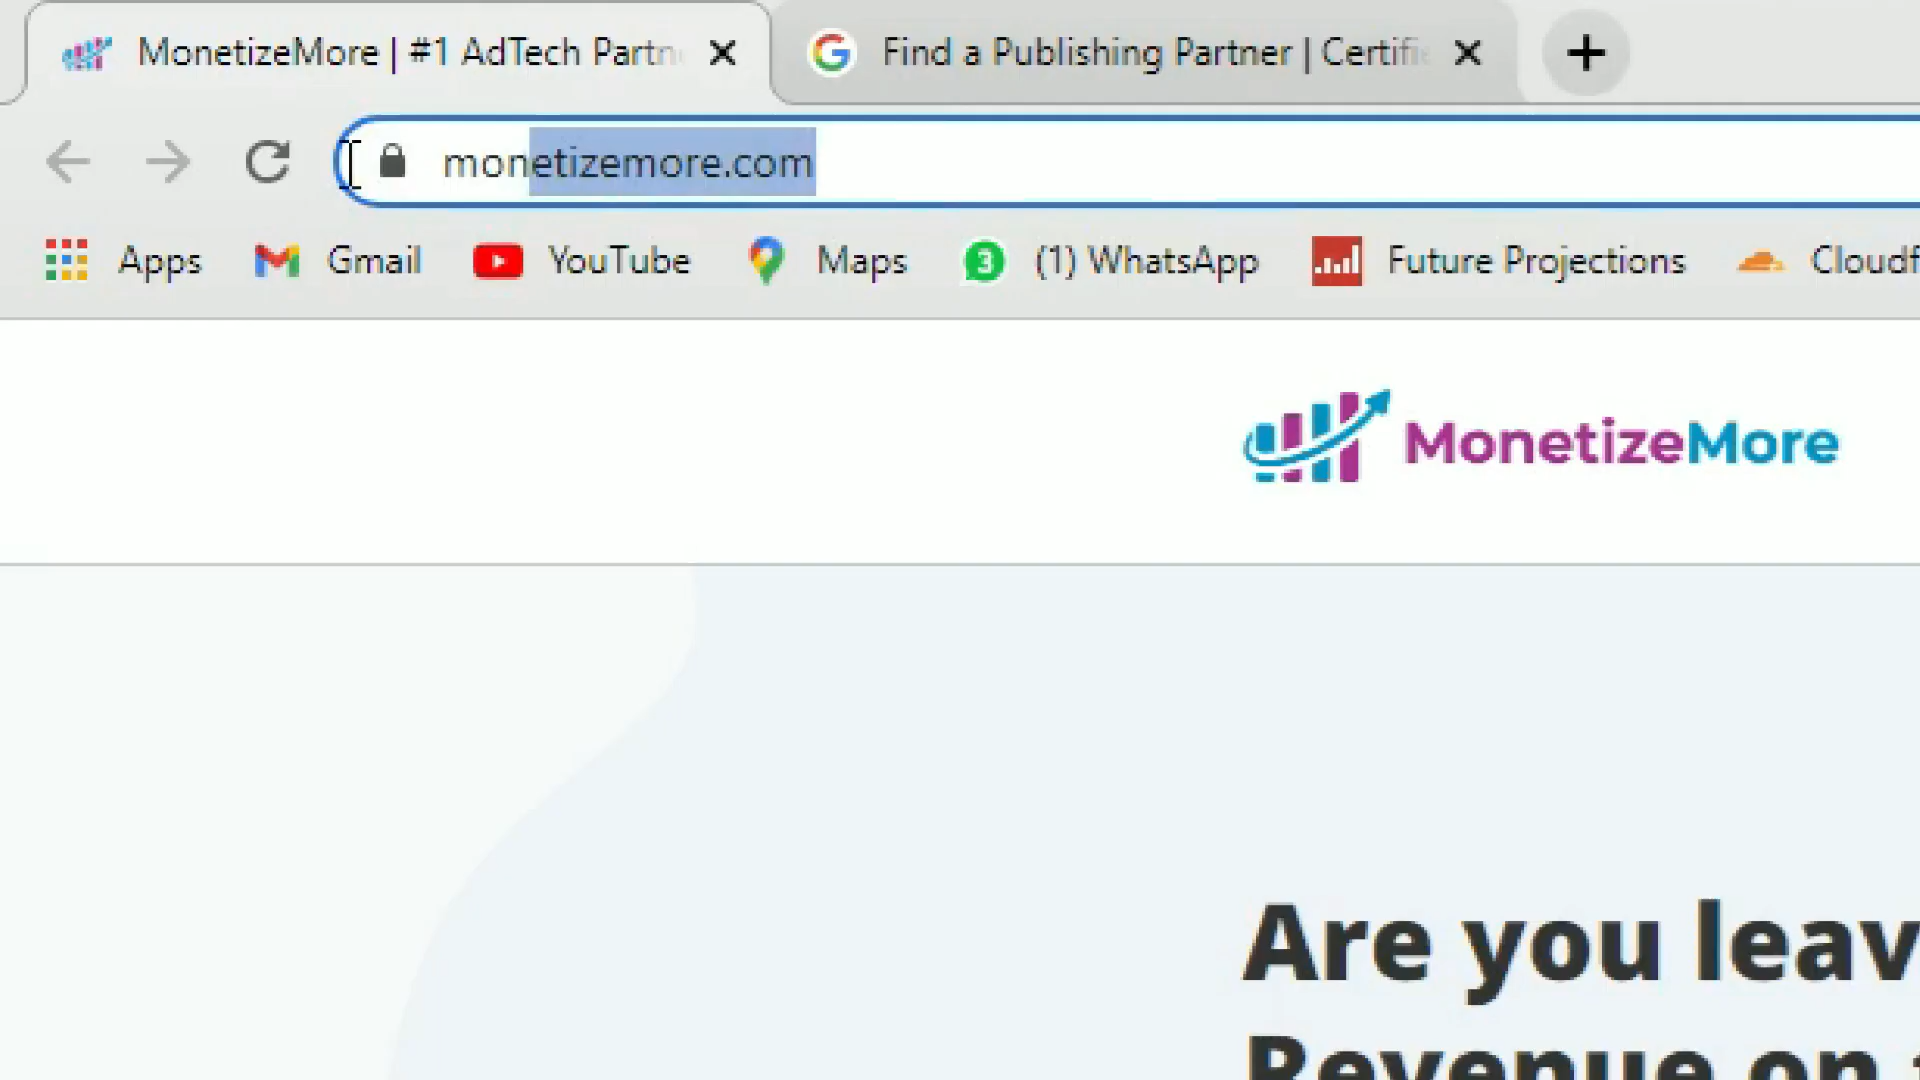 MonetizeMore | #1 AdTech Partn
Find a Publishing Partner | Certifi
monetizemore.com
Apps
Gmail
YouTube
Maps
3
(1) WhatsApp
Future Projections
Cloudf
MonetizeMore
Are you leav
Revenue on